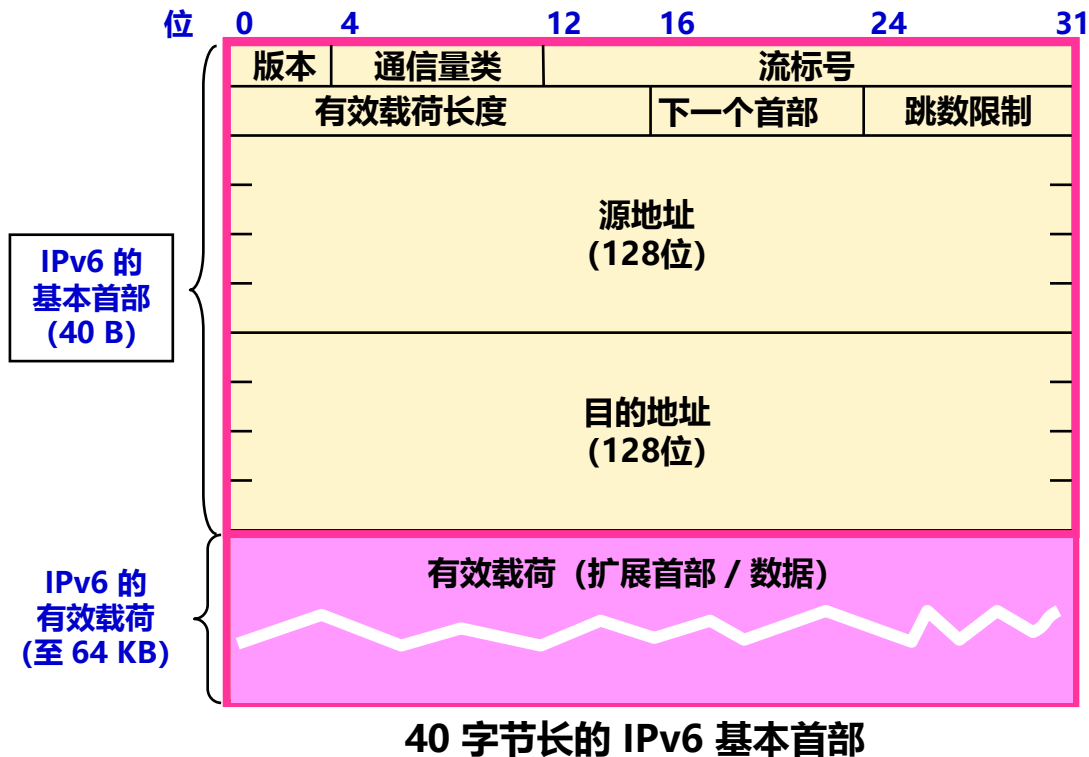 位 0 4 12 16 24 31
版本 通信量类 流标号
有效载荷长度 下一个首部 跳数限制
源地址
(128位)
IPv6 的
基本首部
(40 B)
目的地址
(128位)
有效载荷（扩展首部 / 数据）
IPv6 的
有效载荷
(至 64 KB)
40 字节长的 IPv6 基本首部